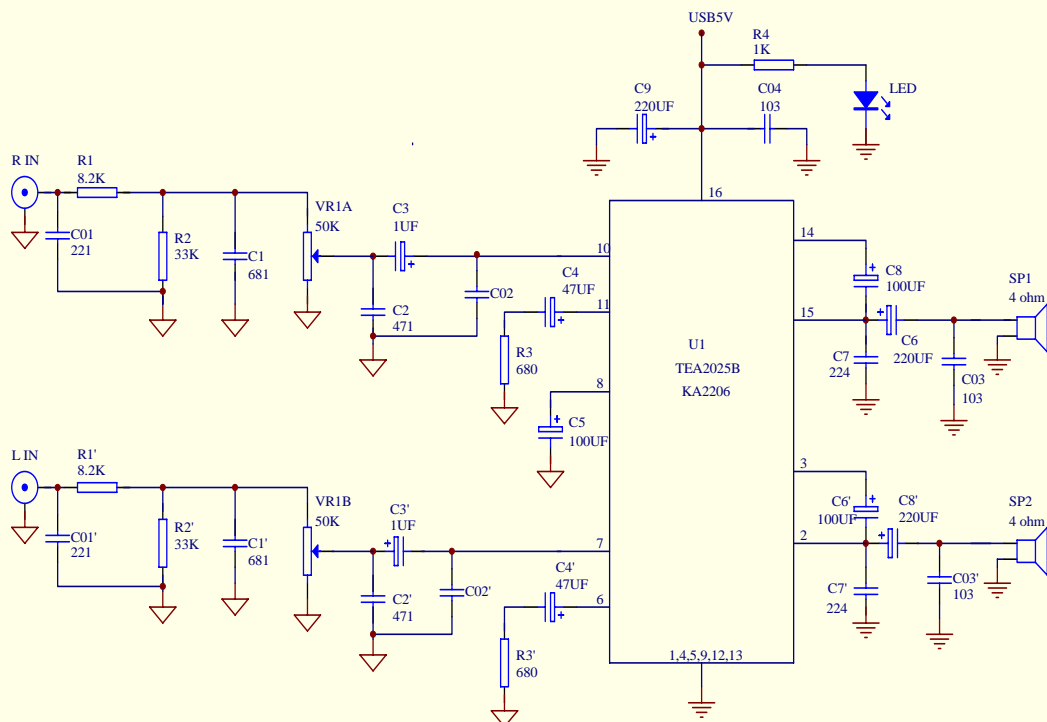 USB5V
R4
1K
LED
C9
220UF
C04
103
16
R IN
R1
8.2K
C01
221
R2
33K
C1
681
VR1A
50K
C3
1UF
+
C2
471
C02
10
C4
47UF
+
11
R3
680
8
C5
100UF
+
U1
TEA2025B
KA2206
14
C8
100UF
+
15
C6
220UF
+
C7
224
C03
103
SP1
4 ohm
L IN
R1'
8.2K
C01'
221
R2'
33K
C1'
681
VR1B
50K
C3'
1UF
+
C2'
471
C02'
7
C4'
47UF
+
6
R3'
680
3
C6'
100UF
+
C8'
220UF
+
2
C7'
224
C03'
103
SP2
4 ohm
1,4,5,9,12,13